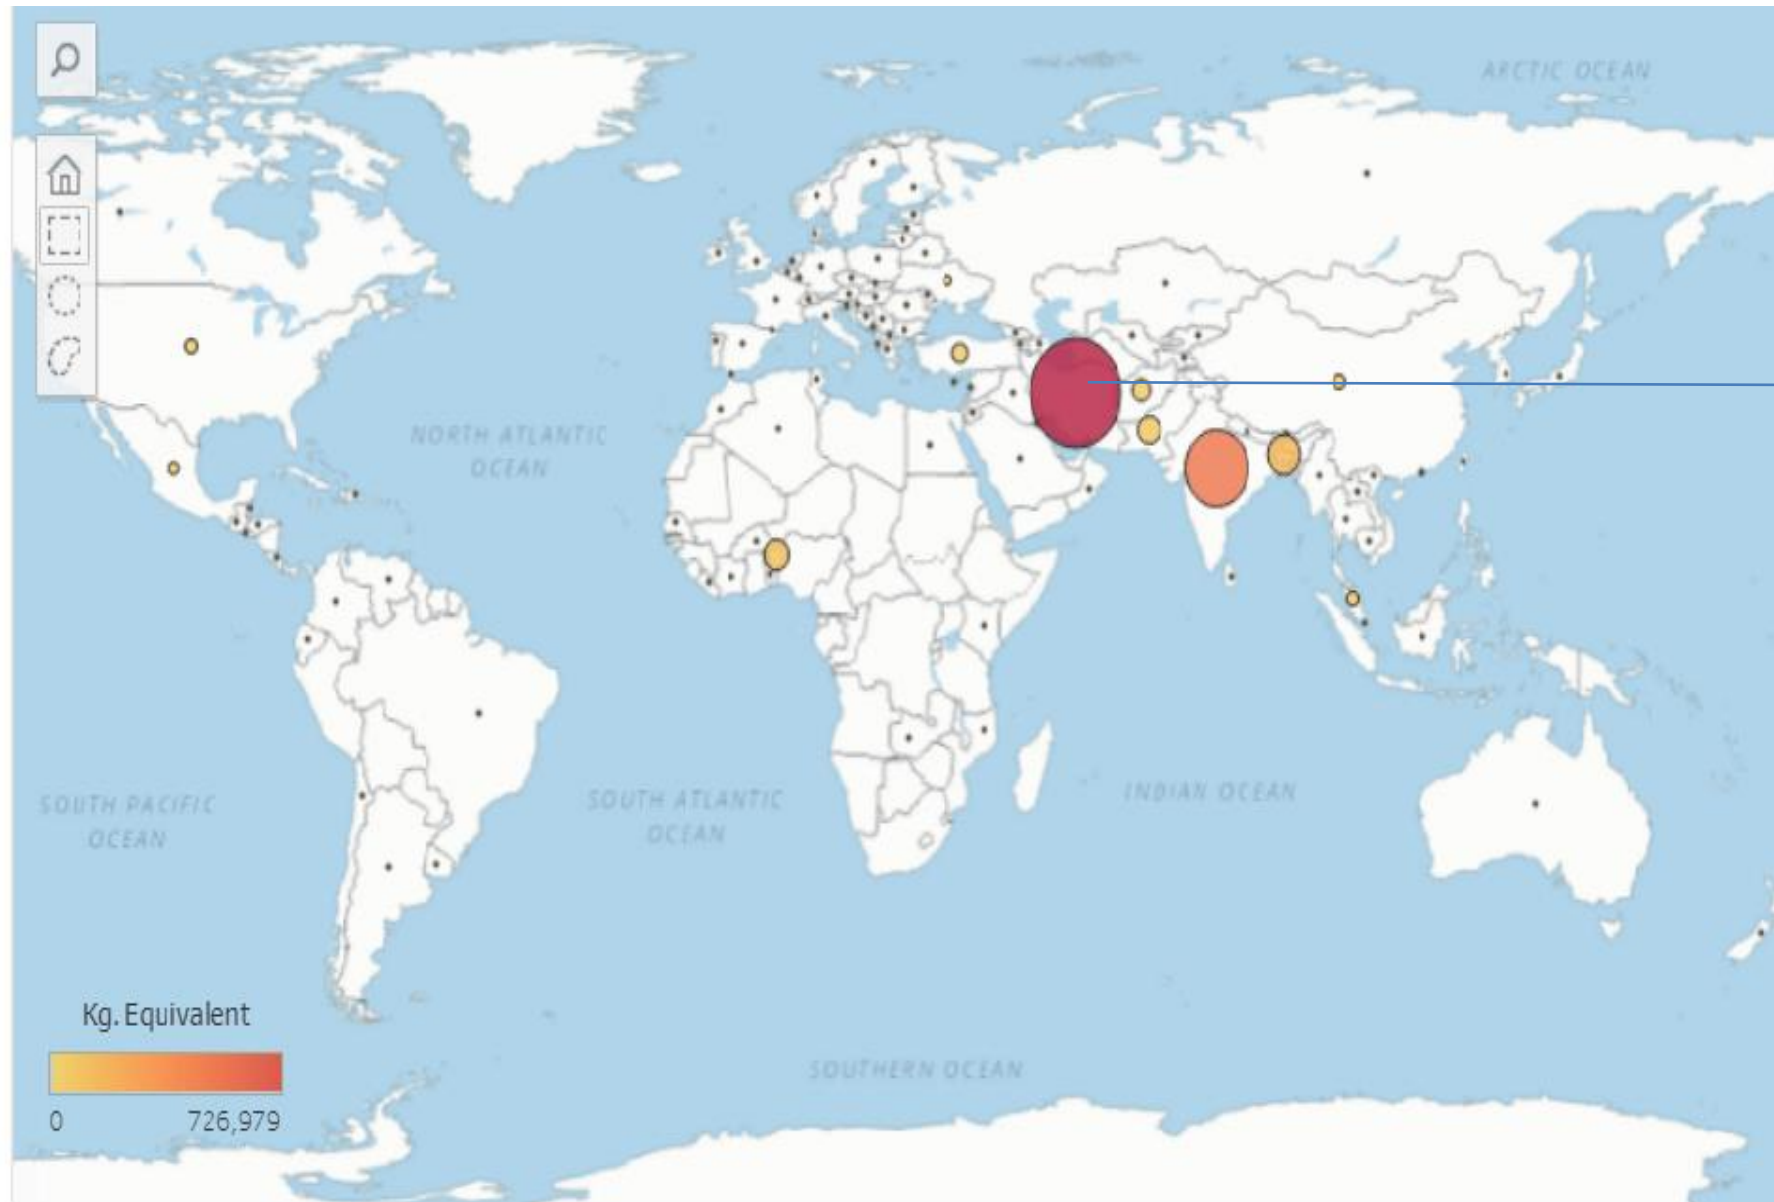 ARCTIC OCEAN
NORTH ATLANTIC
OCEAN
SOUTH PACIFIC
OCEAN
SOUTH ATLANTIC
OCEAN
INDIAN OCEAN
SOUTHERN OCEAN
Kg. Equivalent
0 726,979